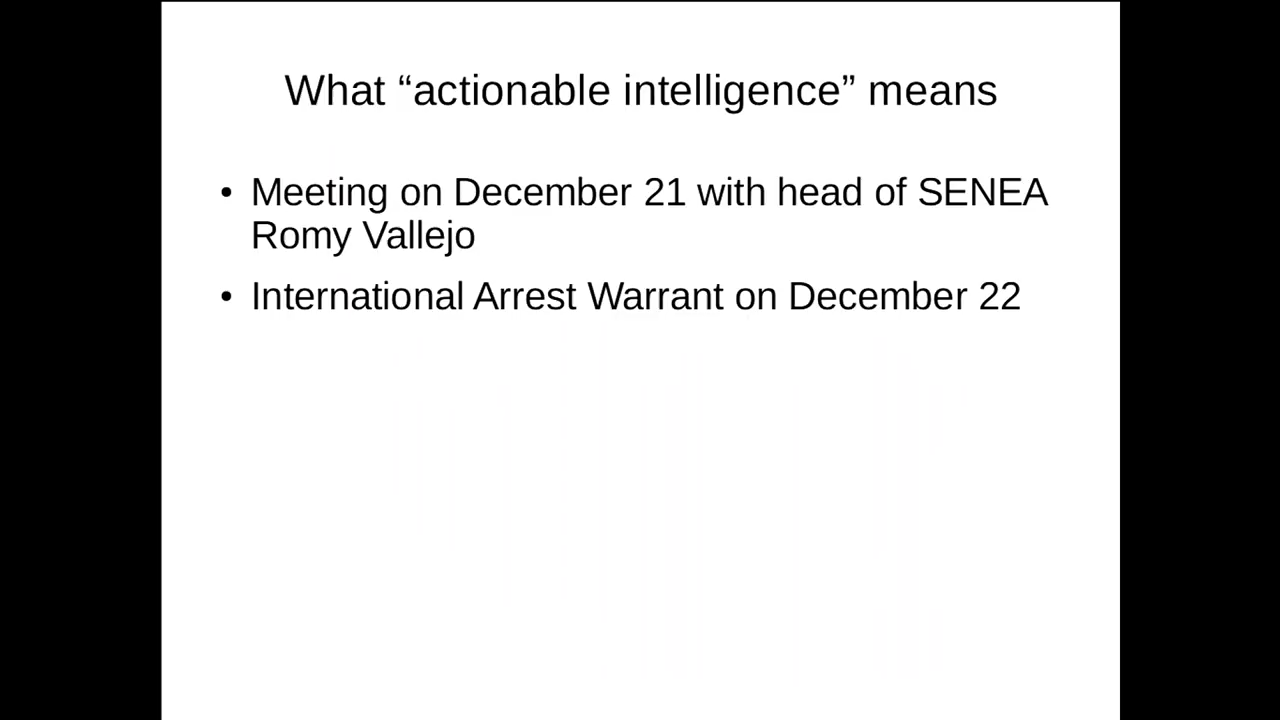 What “actionable intelligence” means
• Meeting on December 21 with head of SENEA
Romy Vallejo
• International Arrest Warrant on December 22